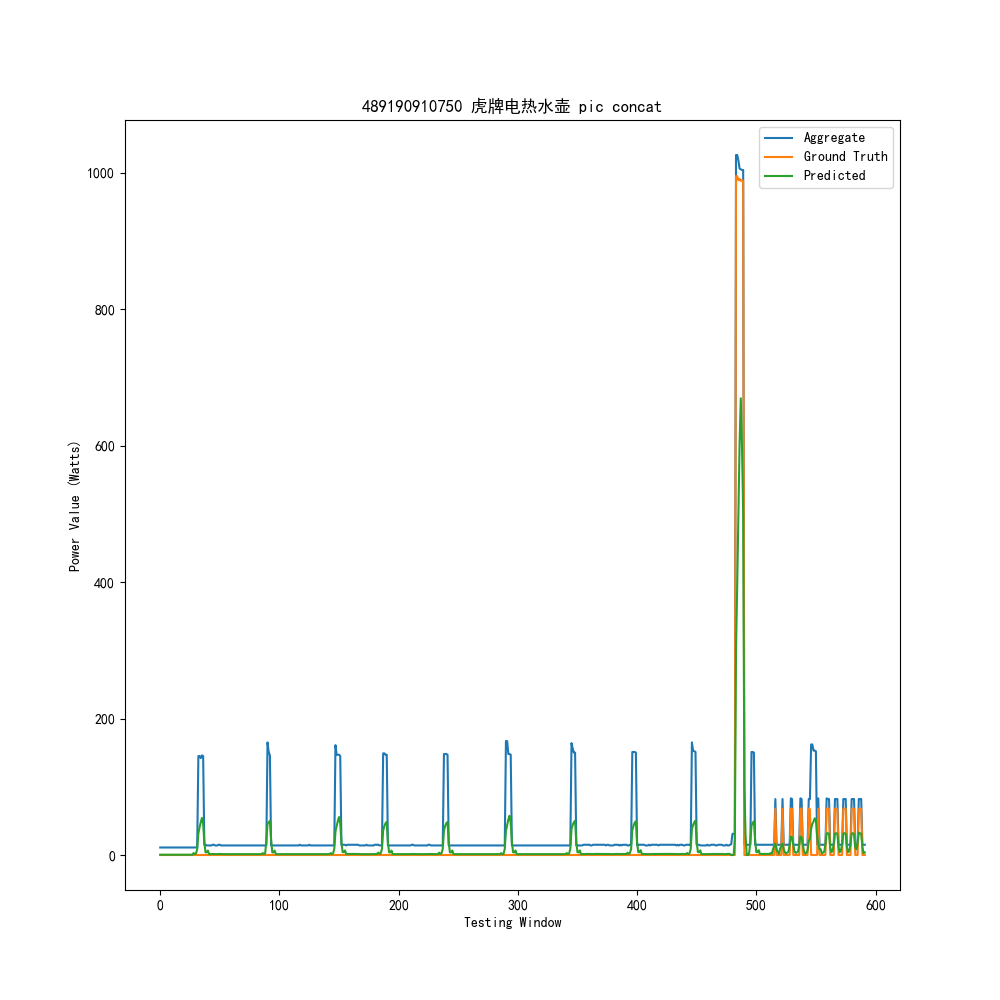 489190910750 虎牌电热水壶 pic concat
Aggregate
Ground Truth
Predicted
1000
800
600
400
200
0
Power Value (Watts)
0 100 200 300 400 500 600
Testing Window